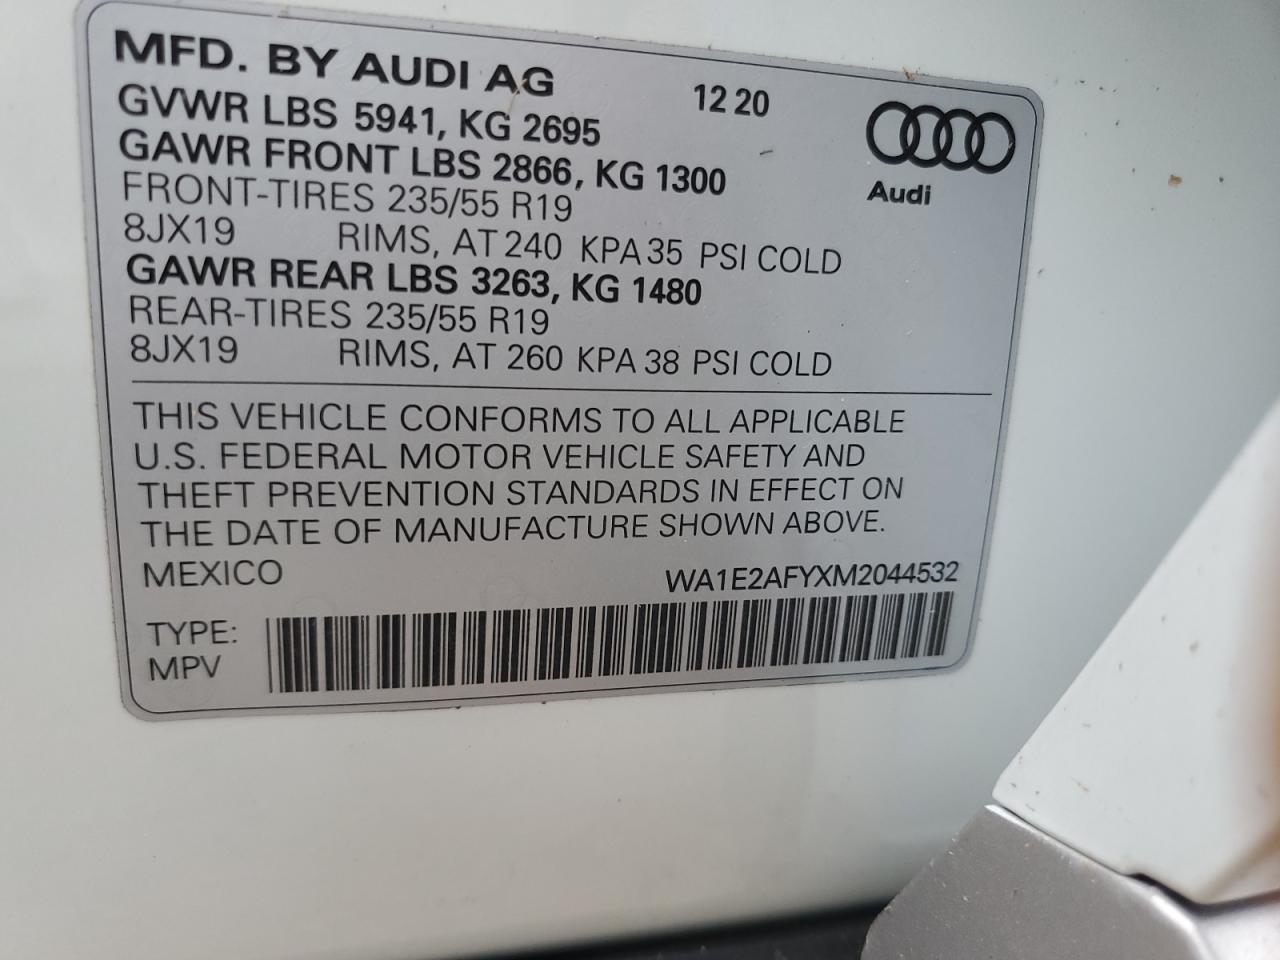 MFD. BY AUDI AG 12 20
GVWR LBS 5941, KG 2695
GAWR FRONT LBS 2866, KG 1300
Audi
FRONT-TIRES 235/55 R19
8JX19 RIMS, AT 240 KPA 35 PSI COLD
GAWR REAR LBS 3263, KG 1480
REAR-TIRES 235/55 R19
8JX19 RIMS, AT 260 KPA 38 PSI COLD
THIS VEHICLE CONFORMS TO ALL APPLICABLE
U.S. FEDERAL MOTOR VEHICLE SAFETY AND
THEFT PREVENTION STANDARDS IN EFFECT ON
THE DATE OF MANUFACTURE SHOWN ABOVE.
MEXICO WA1E2AFYXM2044532
TYPE:
MPV